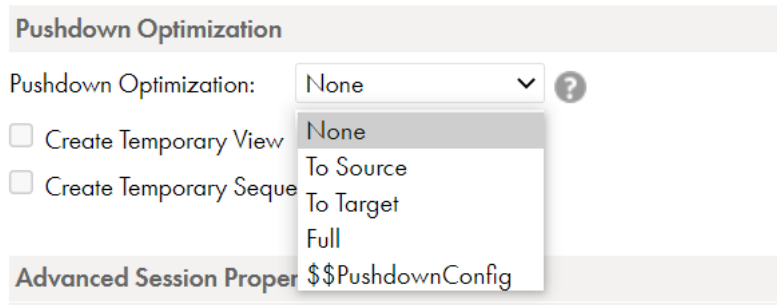 Pushdown Optimization
Pushdown Optimization: None ?
None
Create Temporary View
To Source
Create Temporary Seque
To Target
Full
Advanced Session Proper
$$PushdownConfig